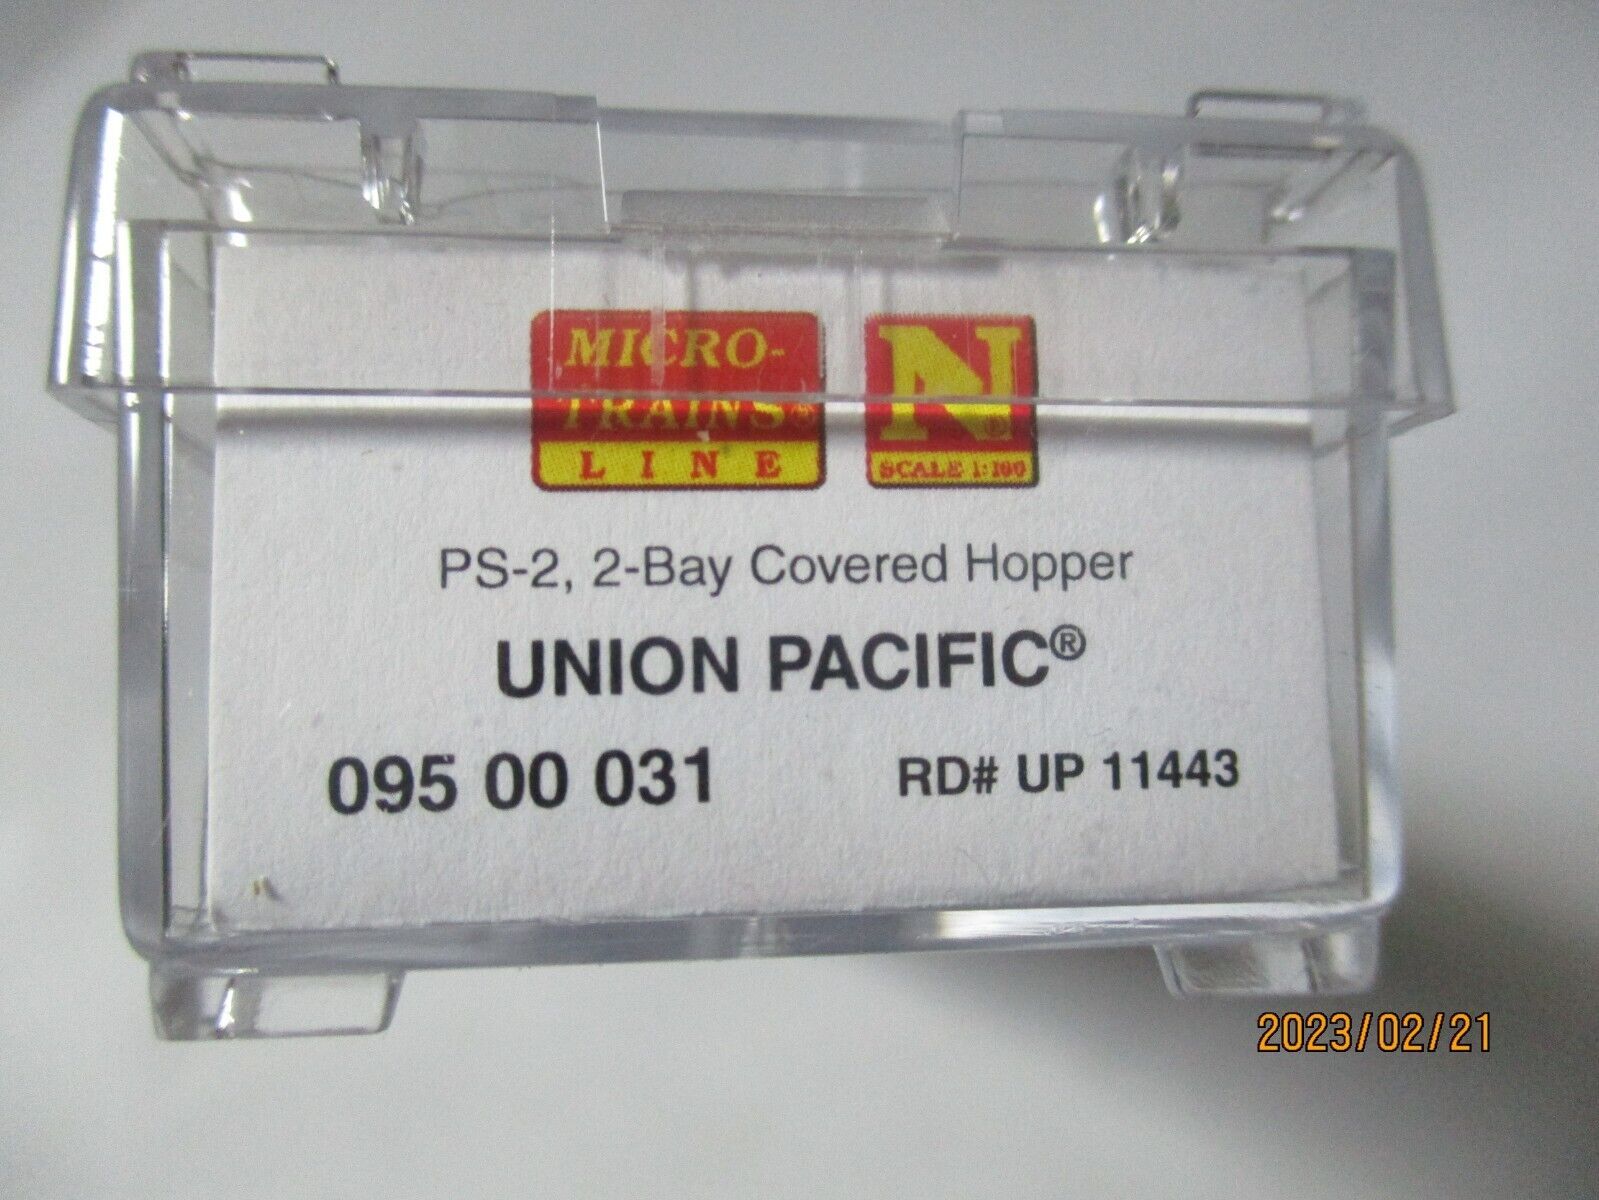 MICRO-
TRAINS®
LINE
N®
SCALE 1:160
PS-2, 2-Bay Covered Hopper
UNION PACIFIC®
095 00 031 RD# UP 11443
2023/02/21